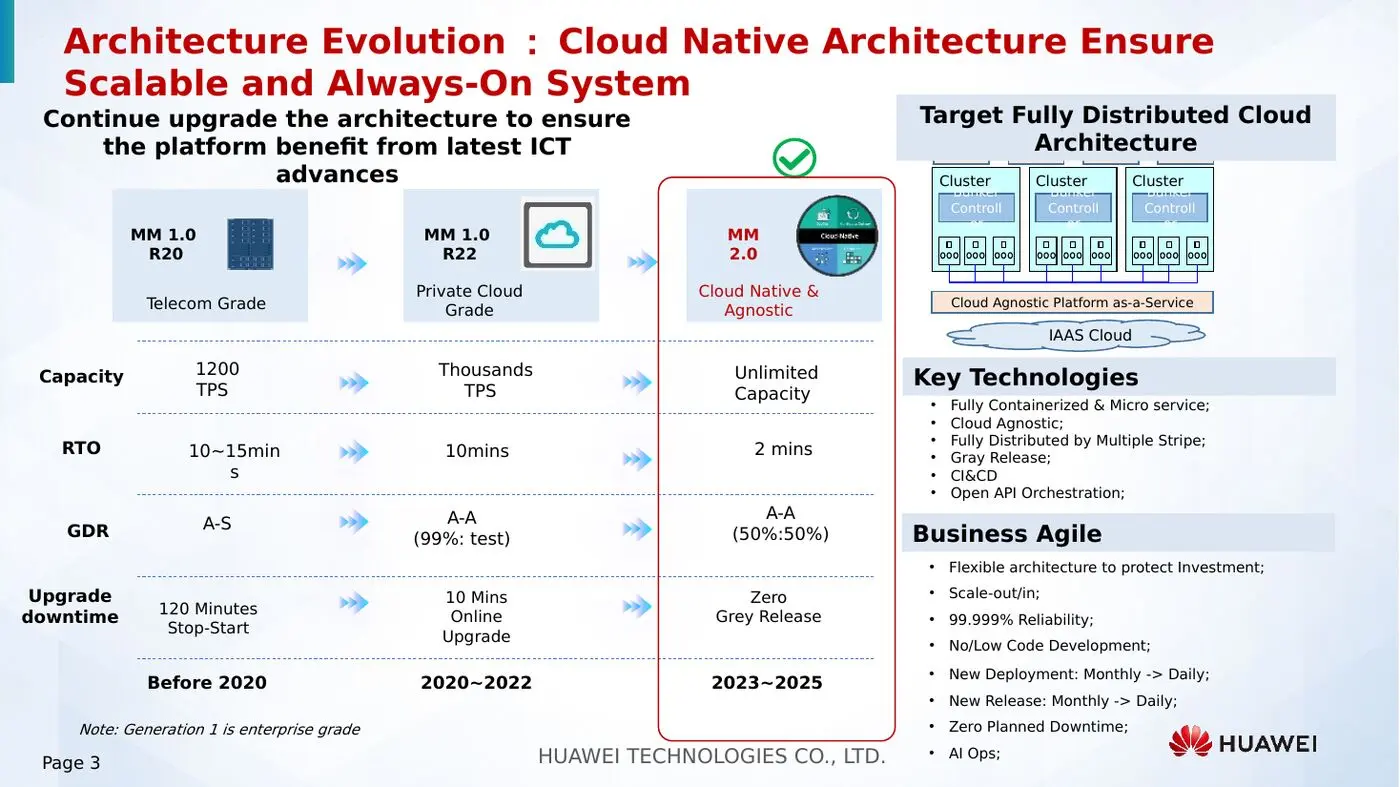 Architecture Evolution : Cloud Native Architecture Ensure
Scalable and Always-On System
Continue upgrade the architecture to ensure
the platform benefit from latest ICT
advances
MM 1.0
R20
Telecom Grade
MM 1.0
R22
Private Cloud
Grade
MM
2.0
Cloud Native
Cloud Native &
Agnostic
Capacity
1200
TPS
Thousands
TPS
Unlimited
Capacity
RTO
10~15min
s
10mins
2 mins
GDR
A-S
A-A
(99%: test)
A-A
(50%:50%)
Upgrade
downtime
120 Minutes
Stop-Start
10 Mins
Online
Upgrade
Zero
Grey Release
Before 2020
2020~2022
2023~2025
Note: Generation 1 is enterprise grade
Page 3
HUAWEI TECHNOLOGIES CO., LTD.
Target Fully Distributed Cloud
Architecture
Cluster
Controll
Cluster
Controll
Cluster
Controll
Cloud Agnostic Platform as-a-Service
IAAS Cloud
Key Technologies
• Fully Containerized & Micro service;
• Cloud Agnostic;
• Fully Distributed by Multiple Stripe;
• Gray Release;
• CI&CD
• Open API Orchestration;
Business Agile
• Flexible architecture to protect Investment;
• Scale-out/in;
• 99.999% Reliability;
• No/Low Code Development;
• New Deployment: Monthly -> Daily;
• New Release: Monthly -> Daily;
• Zero Planned Downtime;
• AI Ops;
HUAWEI